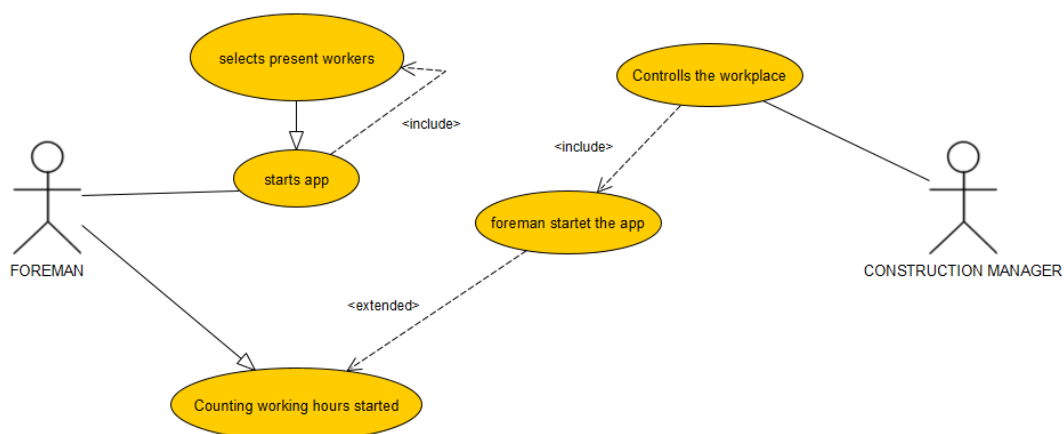 selects present workers
Controlls the workplace
<include>
<include>
starts app
foreman startet the app
FOREMAN
CONSTRUCTION MANAGER
<extended>
Counting working hours started